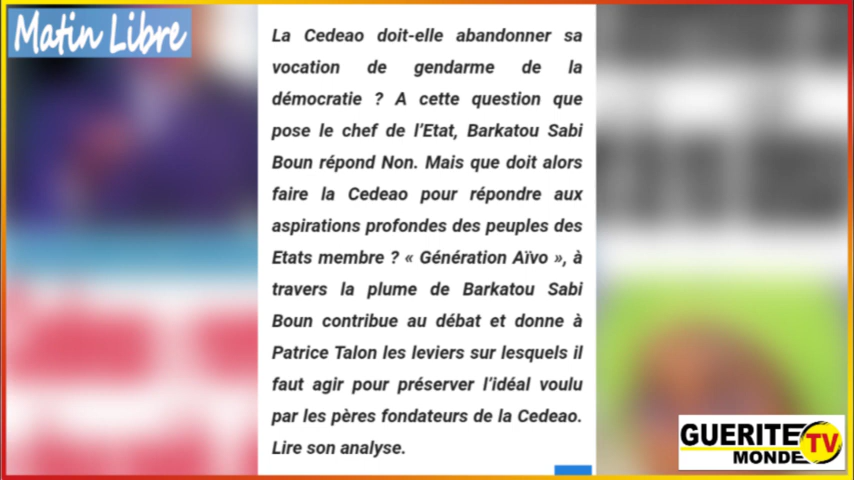 Matin Libre
La Cedeao doit-elle abandonner sa
vocation de gendarme de la
démocratie ? A cette question que
pose le chef de l'Etat, Barkatou Sabi
Boun répond Non. Mais que doit alors
faire la Cedeao pour répondre aux
aspirations profondes des peuples des
Etats membre ? « Génération Aïvo », à
travers la plume de Barkatou Sabi
Boun contribue au débat et donne à
Patrice Talon les leviers sur lesquels il
faut agir pour préserver l'idéal voulu
par les pères fondateurs de la Cedeao.
Lire son analyse.
GUERITE TV
MONDE